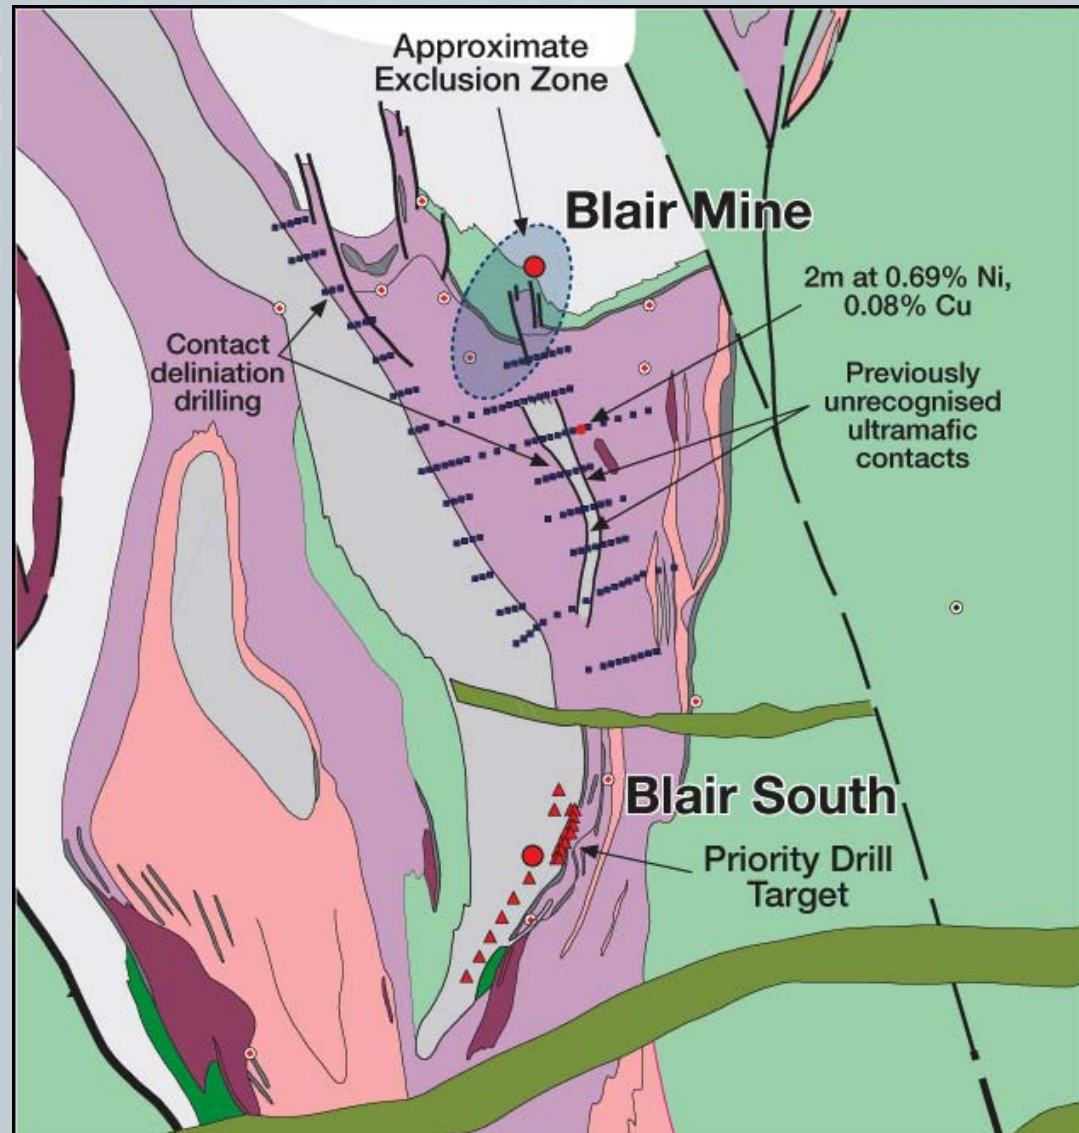 Approximate
Exclusion Zone
Blair Mine
2m at 0.69% Ni,
0.08% Cu
Contact
deliniation
drilling
Previously
unrecognised
ultramafic
contacts
Blair South
Priority Drill
Target